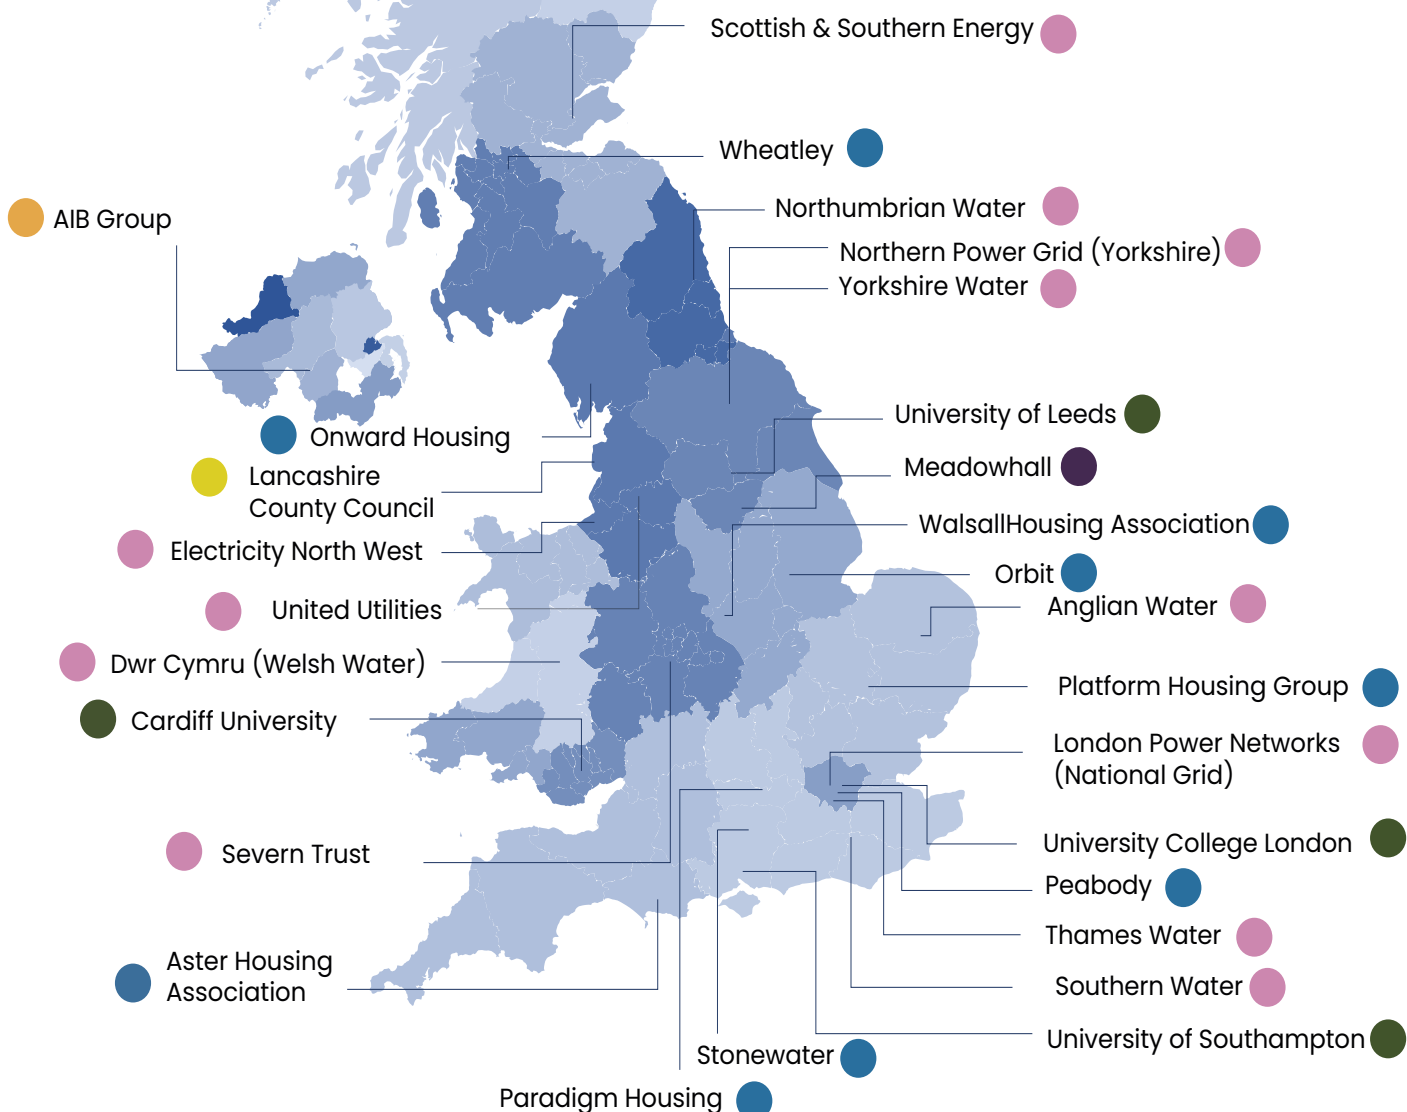 Scottish & Southern Energy
Wheatley
Northumbrian Water
AIB Group
Northern Power Grid (Yorkshire)
Yorkshire Water
University of Leeds
Onward Housing
Meadowhall
Lancashire
County Council
WalsallHousing Association
Electricity North West
Orbit
United Utilities
Anglian Water
Dwr Cymru (Welsh Water)
Platform Housing Group
Cardiff University
London Power Networks
(National Grid)
University College London
Severn Trust
Peabody
Thames Water
Aster Housing
Association
Southern Water
University of Southampton
Stonewater
Paradigm Housing